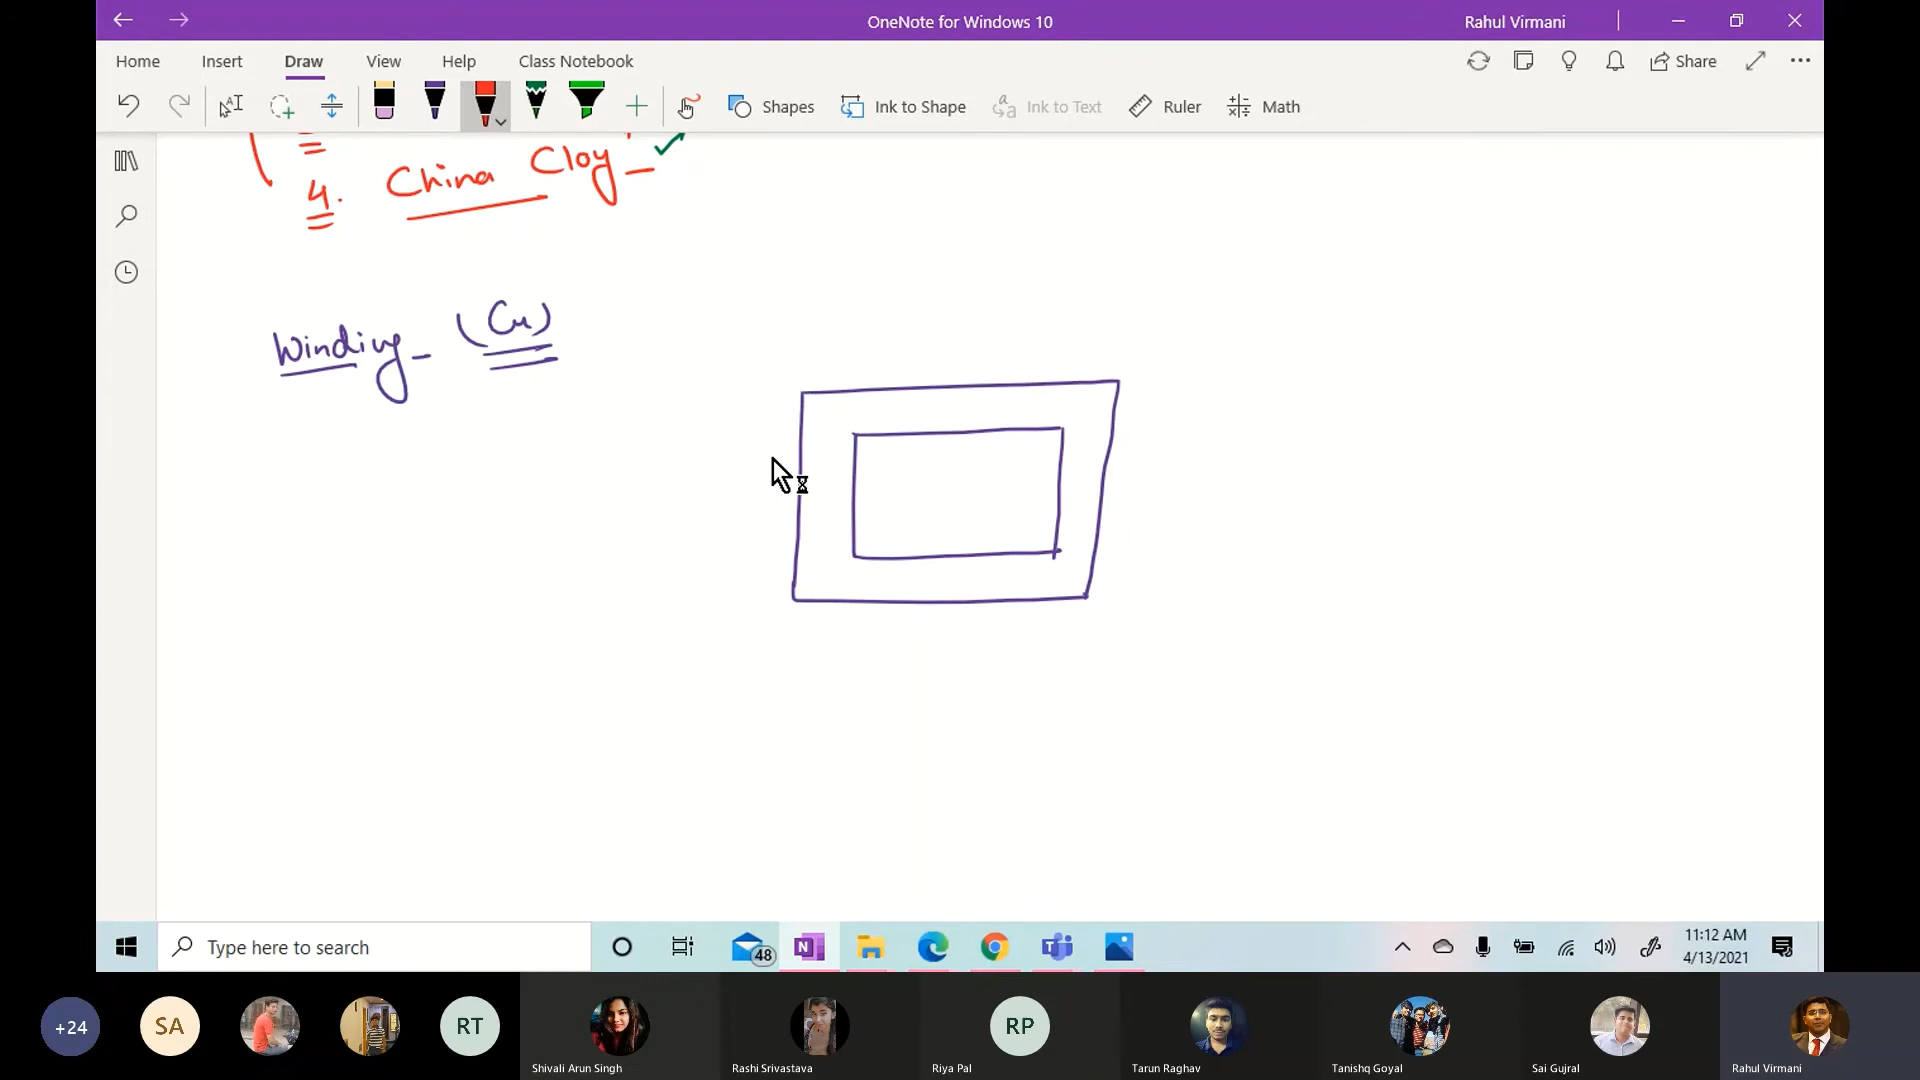 OneNote for Windows 10
Rahul Virmani
Home Insert Draw View Help Class Notebook
Share
Shapes Ink to Shape Ink to Text Ruler Math
4. China Clay
Winding (Cu)
Type here to search
48
11:12 AM
4/13/2021
+24 SA RT RP
Shivali Arun Singh Rashi Srivastava Riya Pal Tarun Raghav Tanishq Goyal Sai Gujral Rahul Virmani